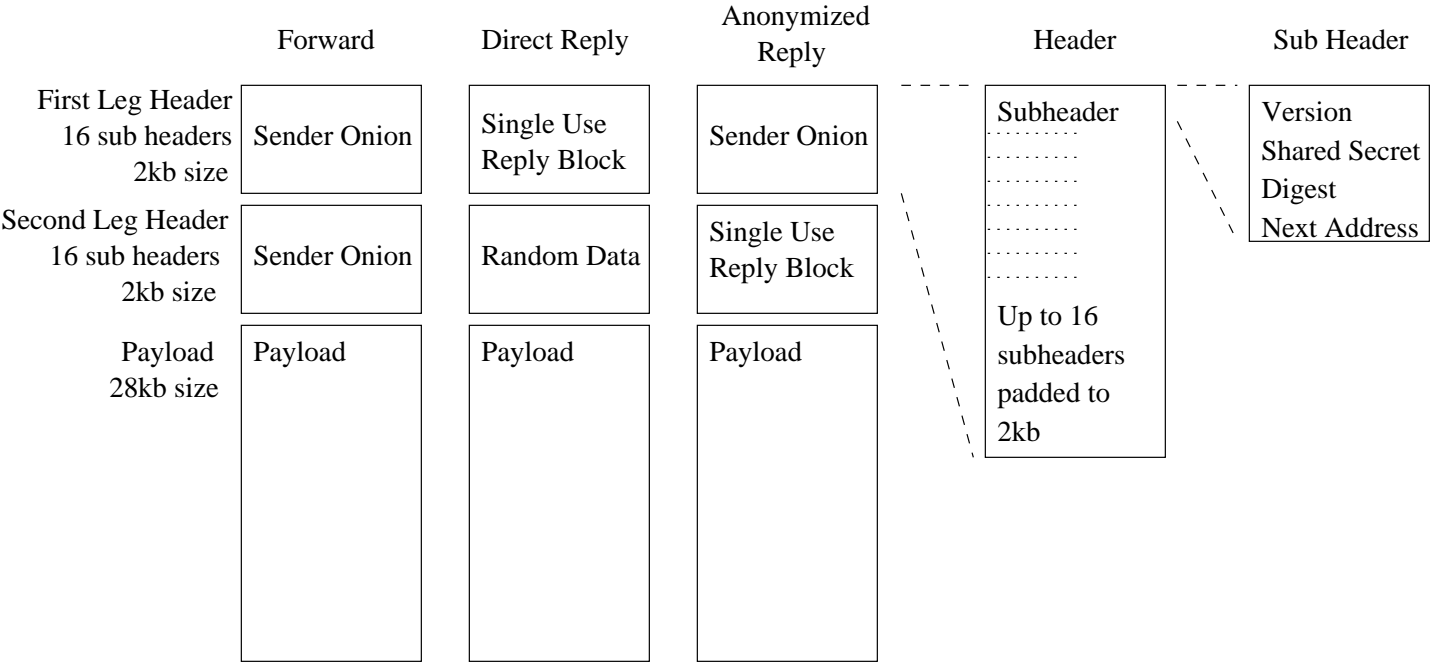 Forward
Direct Reply
Anonymized
Reply
Header
Sub Header
First Leg Header
16 sub headers
2kb size
Sender Onion
Single Use
Reply Block
Sender Onion
Second Leg Header
16 sub headers
2kb size
Sender Onion
Random Data
Single Use
Reply Block
Payload
28kb size
Payload
Payload
Payload
Subheader
Up to 16
subheaders
padded to
2kb
Version
Shared Secret
Digest
Next Address